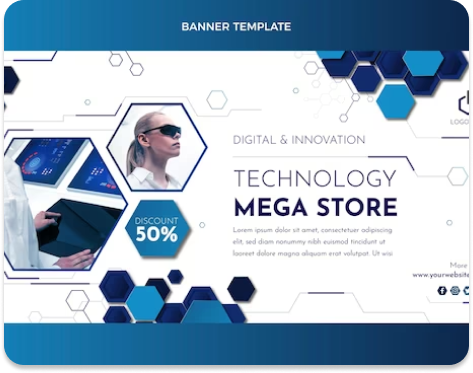 BANNER TEMPLATE
LOGO
DIGITAL & INNOVATION
TECHNOLOGY
MEGA STORE
DISCOUNT
50%
Lorem ipsum dolor sit amet, consectetuer adipiscing
elit, sed diam nonummy nibh euismod tincidunt ut
laoreet dolore magna aliquam erat volutpat. Ut wisi
More
www.yourwebsite